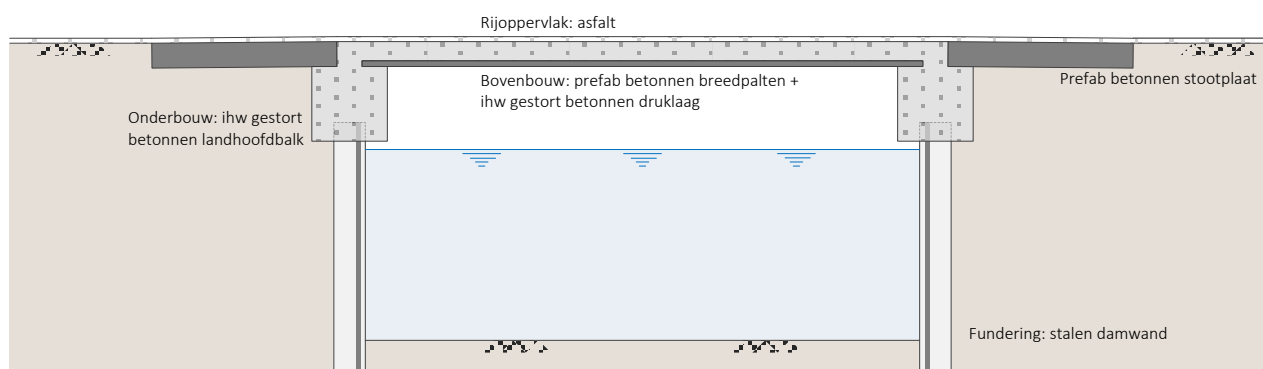 Rijoppervlak: asfalt
Bovenbouw: prefab betonnen breedpalten +
ihw gestort betonnen druklaag
Prefab betonnen stootplaat
Onderbouw: ihw gestort
betonnen landhoofdbalk
Fundering: stalen damwand